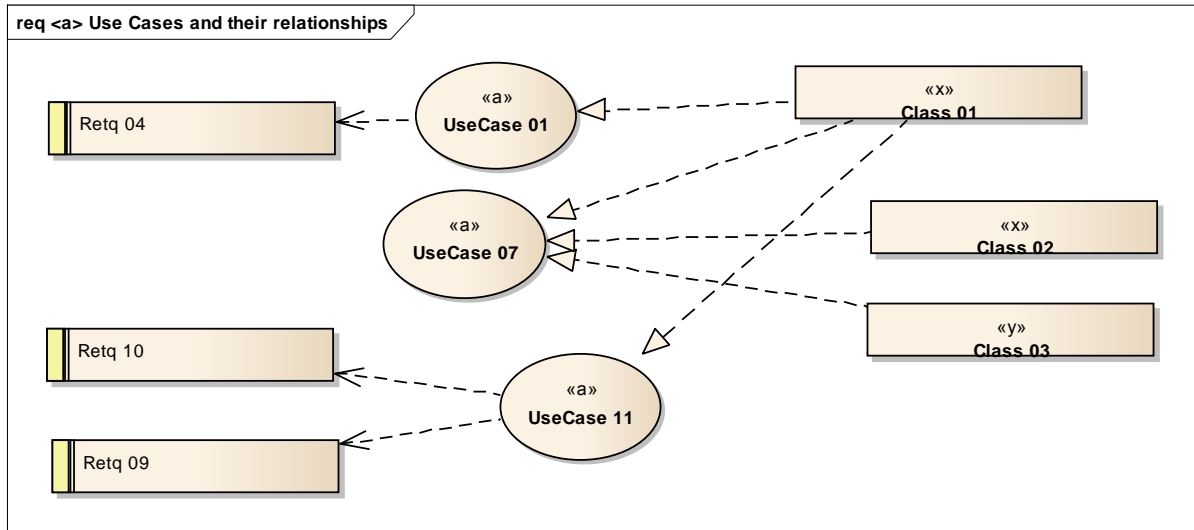 req <a> Use Cases and their relationships
Retq 04
«a»
UseCase 01
«x»
Class 01
«a»
UseCase 07
«x»
Class 02
«y»
Class 03
Retq 10
«a»
UseCase 11
Retq 09